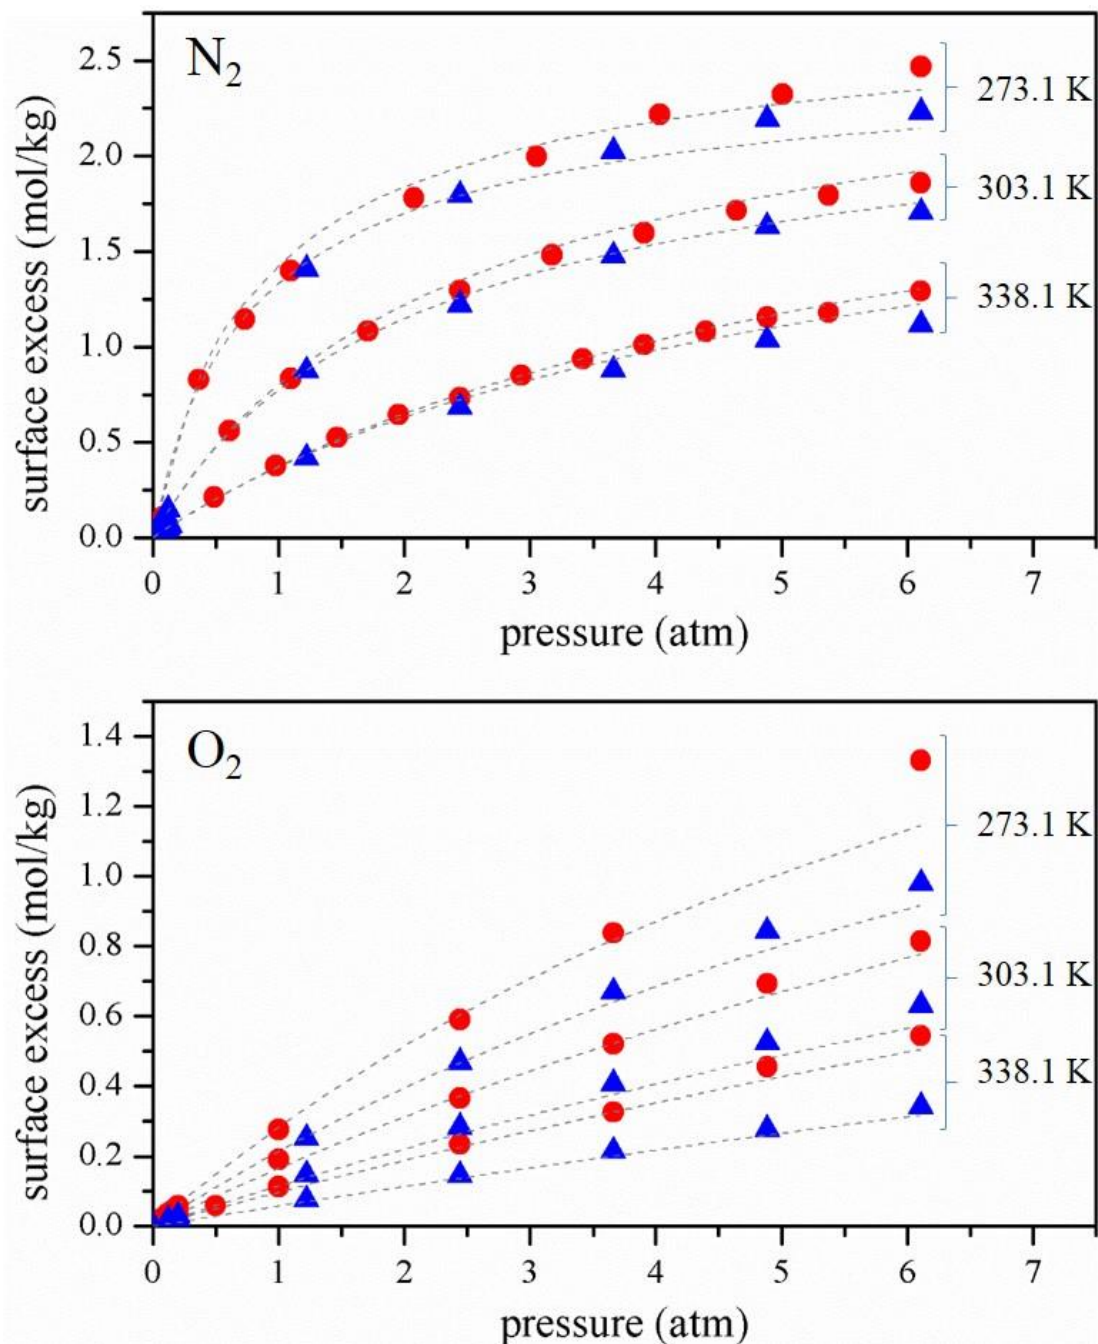 N2
2.5
2.0
1.5
1.0
0.5
0.0
surface excess (mol/kg)
273.1 K
303.1 K
338.1 K
0 1 2 3 4 5 6 7
pressure (atm)
O2
1.4
1.2
1.0
0.8
0.6
0.4
0.2
0.0
surface excess (mol/kg)
273.1 K
303.1 K
338.1 K
0 1 2 3 4 5 6 7
pressure (atm)